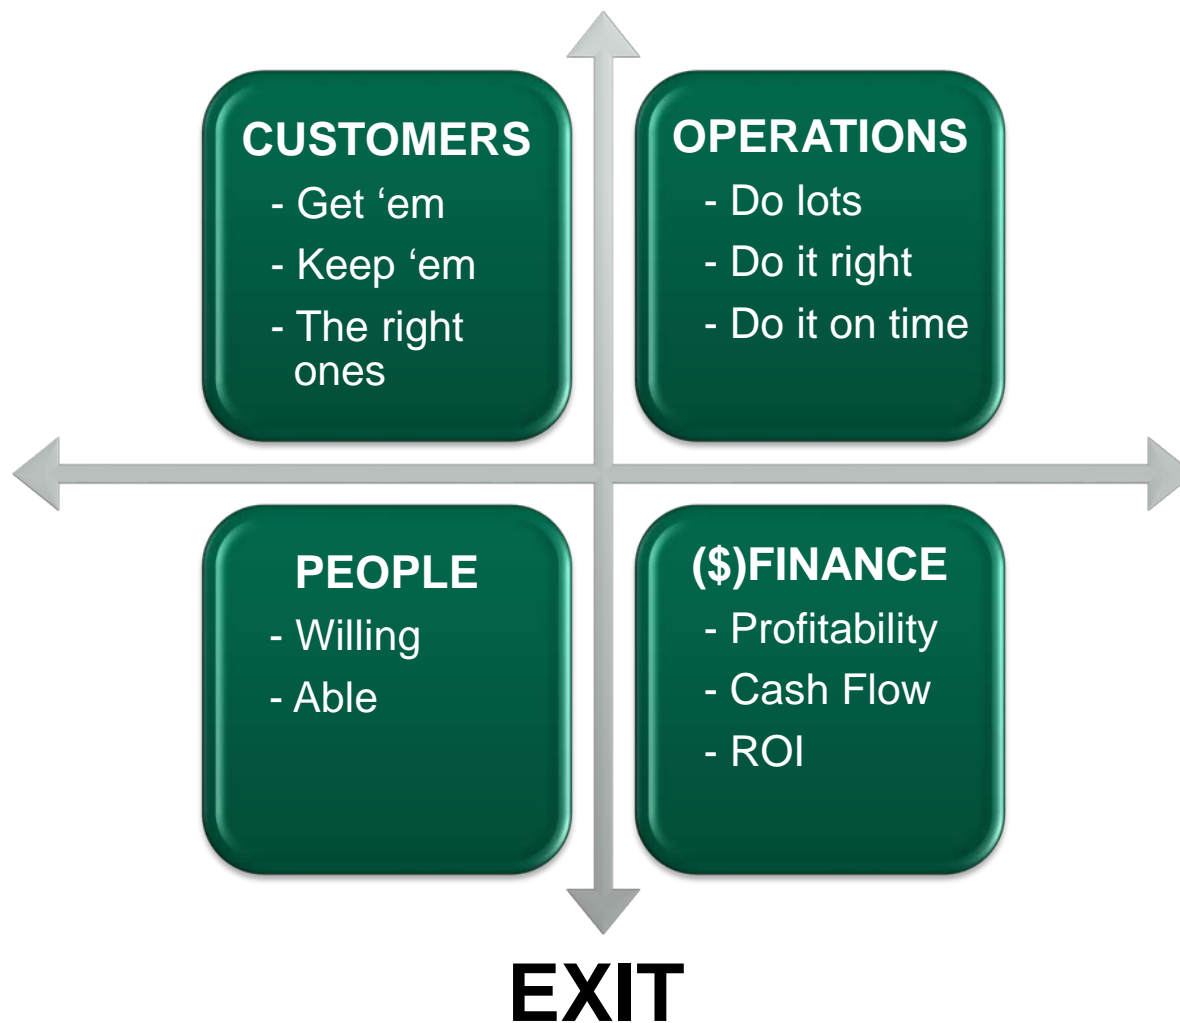 CUSTOMERS
- Get ‘em
- Keep ‘em
- The right
ones
OPERATIONS
- Do lots
- Do it right
- Do it on time
PEOPLE
- Willing
- Able
($)FINANCE
- Profitability
- Cash Flow
- ROI
EXIT